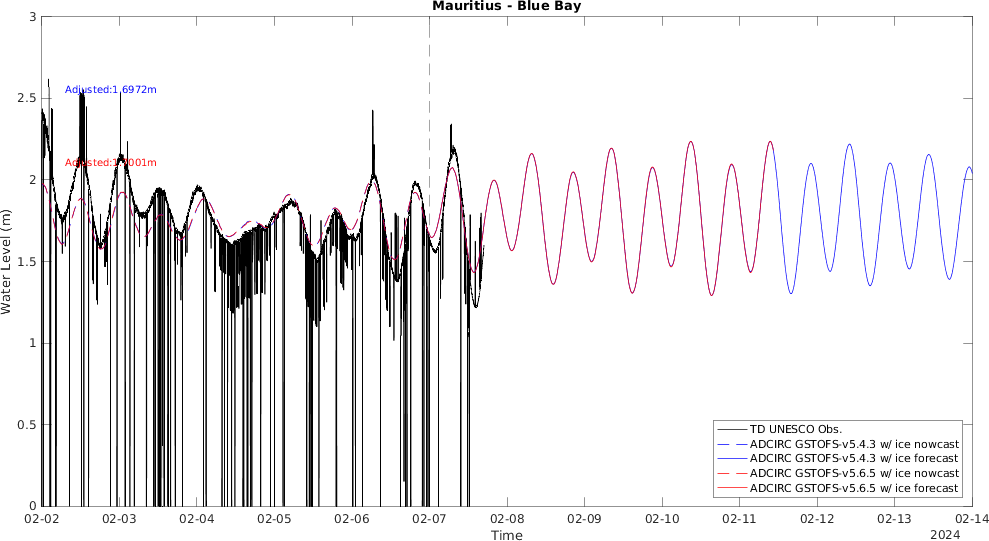 Mauritius - Blue Bay
3
2.5
2
1.5
1
0.5
0
Water Level (m)
Adjusted:1.6972m
Adjusted:1.7001m
TD UNESCO Obs.
ADCIRC GSTOFS-v5.4.3 w/ ice nowcast
ADCIRC GSTOFS-v5.4.3 w/ ice forecast
ADCIRC GSTOFS-v5.6.5 w/ ice nowcast
ADCIRC GSTOFS-v5.6.5 w/ ice forecast
02-02 02-03 02-04 02-05 02-06 02-07 02-08 02-09 02-10 02-11 02-12 02-13 02-14
Time
2024